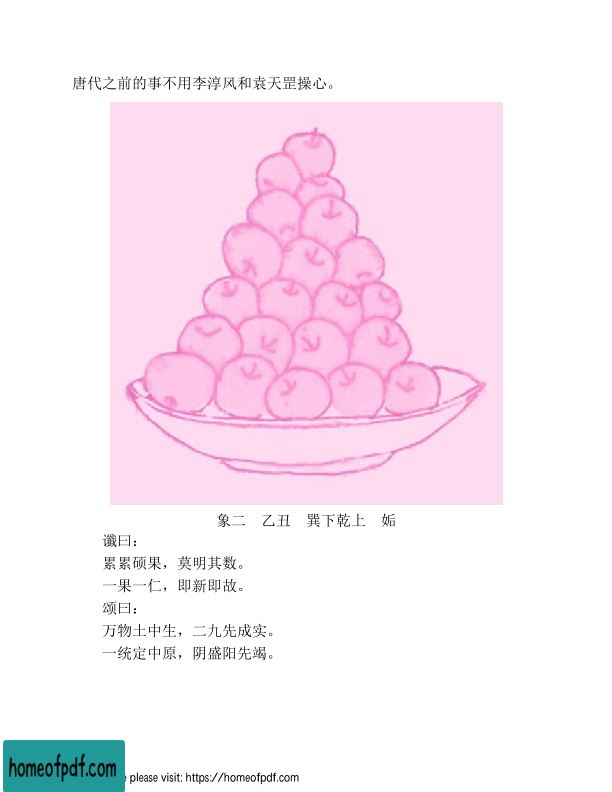 唐代之前的事不用李淳风和袁天罡操心。
象二　乙丑　巽下乾上　姤
谶曰：
累累硕果，莫明其数。
一果一仁，即新即故。
颂曰：
万物土中生，二九先成实。
一统定中原，阴盛阳先竭。
homeofpdf.com
please visit: https://homeofpdf.com